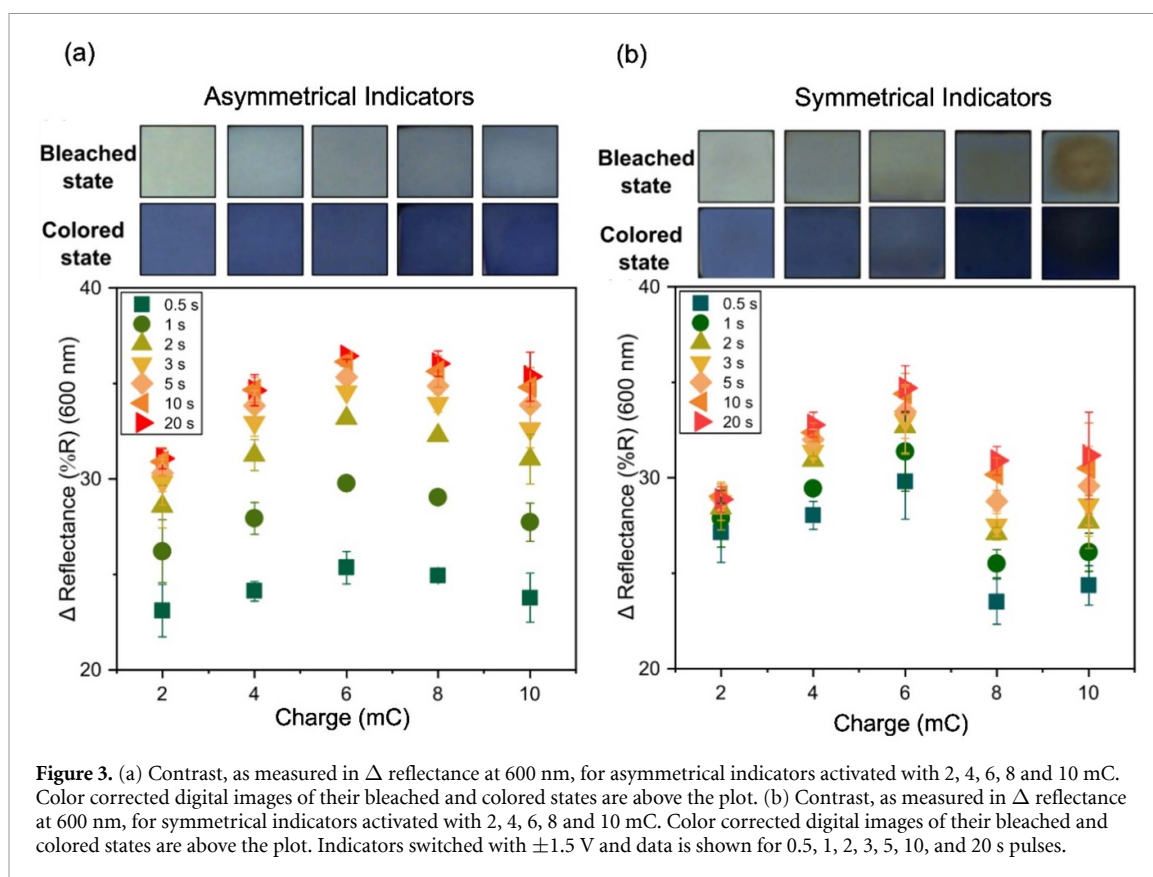 (a)
Asymmetrical Indicators
Bleached
state
Colored
state
40
30
20
Δ Reflectance (%R) (600 nm)
0.5 s
1 s
2 s
3 s
5 s
10 s
20 s
2 4 6 8 10
Charge (mC)
(b)
Symmetrical Indicators
Bleached
state
Colored
state
40
30
20
Δ Reflectance (%R) (600 nm)
0.5 s
1 s
2 s
3 s
5 s
10 s
20 s
2 4 6 8 10
Charge (mC)
Figure 3. (a) Contrast, as measured in Δ reflectance at 600 nm, for asymmetrical indicators activated with 2, 4, 6, 8 and 10 mC.
Color corrected digital images of their bleached and colored states are above the plot. (b) Contrast, as measured in Δ reflectance
at 600 nm, for symmetrical indicators activated with 2, 4, 6, 8 and 10 mC. Color corrected digital images of their bleached and
colored states are above the plot. Indicators switched with ±1.5 V and data is shown for 0.5, 1, 2, 3, 5, 10, and 20 s pulses.